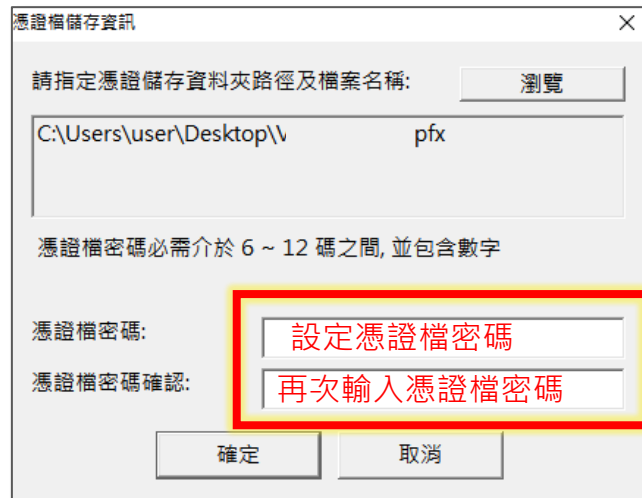 憑證檔儲存資訊
請指定憑證儲存資料夾路徑及檔案名稱: 瀏覽
C:\Users\user\Desktop\ pfx
憑證檔密碼必需介於 6 ~ 12 碼之間, 並包含數字
憑證檔密碼: 設定憑證檔密碼
憑證檔密碼確認: 再次輸入憑證檔密碼
確定 取消